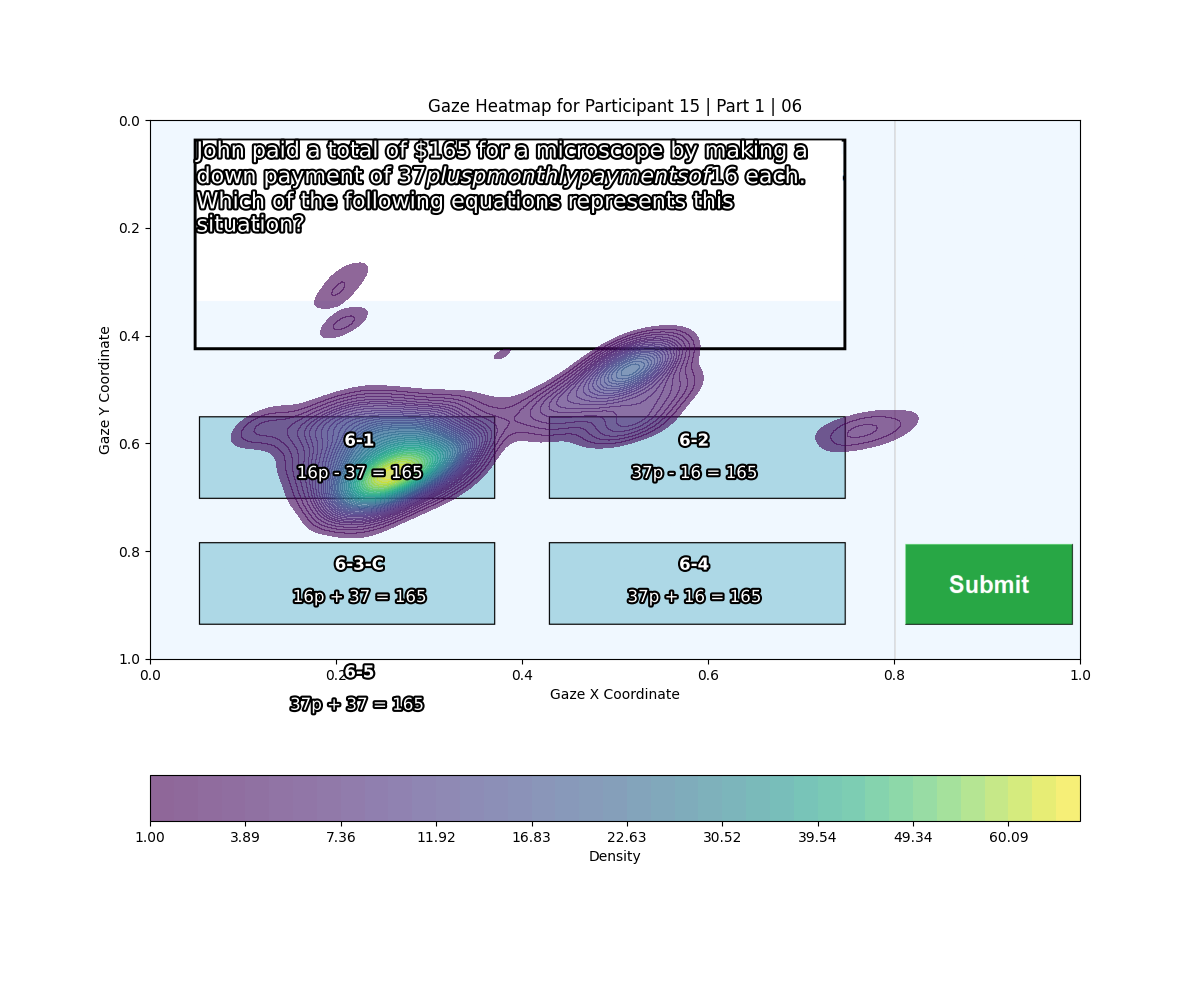 Gaze Heatmap for Participant 15 | Part 1 | 06
John paid a total of $165 for a microscope by making a
down payment of 37pluspmonthlypaymentsof16 each.
Which of the following equations represents this
situation?
0.0
0.2
0.4
0.6
0.8
1.0
Gaze Y Coordinate
6-1
16p - 37 = 165
6-2
37p - 16 = 165
6-3-C
16p + 37 = 165
6-4
37p + 16 = 165
Submit
0.0 0.2 0.4 0.6 0.8 1.0
6-5
Gaze X Coordinate
37p + 37 = 165
1.00 3.89 7.36 11.92 16.83 22.63 30.52 39.54 49.34 60.09
Density